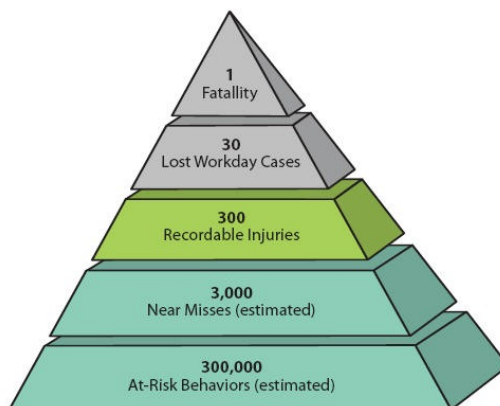 1
Fatallity
30
Lost Workday Cases
300
Recordable Injuries
3,000
Near Misses (estimated)
300,000
At-Risk Behaviors (estimated)